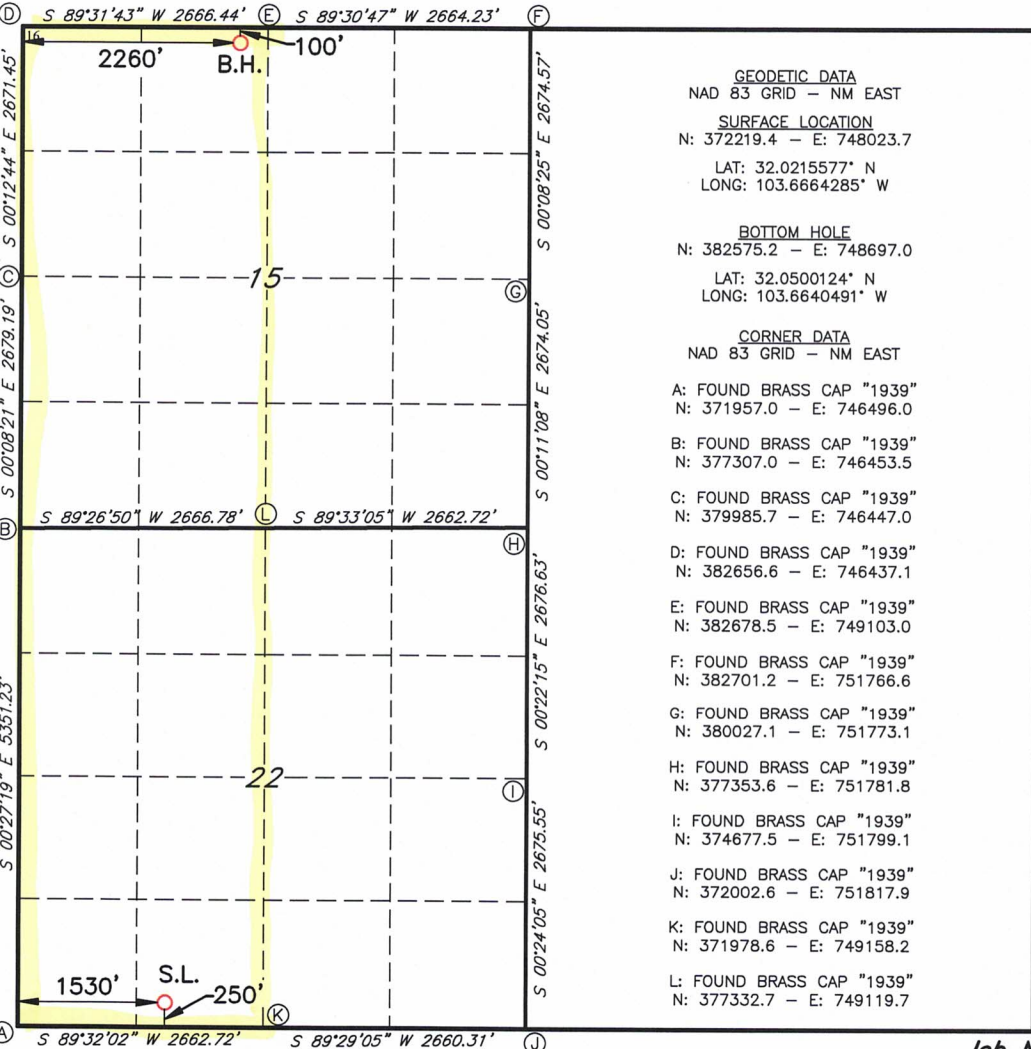 D S 89°31'43" W 2666.44' E S 89°30'47" W 2664.23' F
16
2260'
100'
B.H.
S 00°12'44" E 2671.45'
S 00°08'25" E 2674.57'
C
15
G
S 00°08'21" E 2679.19'
S 00°11'08" E 2674.05'
B S 89°26'50" W 2666.78' L S 89°33'05" W 2662.72' H
S 00°27'19" E 5351.23'
S 00°22'15" E 2676.63'
22
I
S 00°24'05" E 2675.55'
1530'
S.L.
250'
K
A S 89°32'02" W 2662.72' S 89°29'05" W 2660.31' J
GEODETIC DATA
NAD 83 GRID – NM EAST
SURFACE LOCATION
N: 372219.4 – E: 748023.7
LAT: 32.0215577° N
LONG: 103.6664285° W
BOTTOM HOLE
N: 382575.2 – E: 748697.0
LAT: 32.0500124° N
LONG: 103.6640491° W
CORNER DATA
NAD 83 GRID – NM EAST
A: FOUND BRASS CAP "1939"
N: 371957.0 – E: 746496.0
B: FOUND BRASS CAP "1939"
N: 377307.0 – E: 746453.5
C: FOUND BRASS CAP "1939"
N: 379985.7 – E: 746447.0
D: FOUND BRASS CAP "1939"
N: 382656.6 – E: 746437.1
E: FOUND BRASS CAP "1939"
N: 382678.5 – E: 749103.0
F: FOUND BRASS CAP "1939"
N: 382701.2 – E: 751766.6
G: FOUND BRASS CAP "1939"
N: 380027.1 – E: 751773.1
H: FOUND BRASS CAP "1939"
N: 377353.6 – E: 751781.8
I: FOUND BRASS CAP "1939"
N: 374677.5 – E: 751799.1
J: FOUND BRASS CAP "1939"
N: 372002.6 – E: 751817.9
K: FOUND BRASS CAP "1939"
N: 371978.6 – E: 749158.2
L: FOUND BRASS CAP "1939"
N: 377332.7 – E: 749119.7